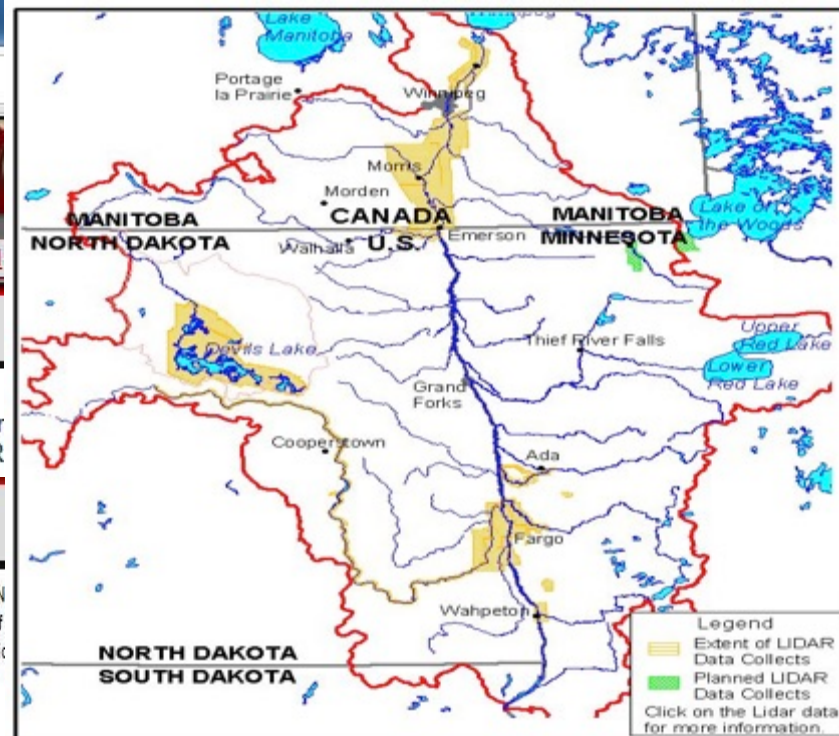 Lake
Manitoba
Winnipeg
Portage
la Prairie
Winnipeg
Morris
Morden
MANITOBA
CANADA
MANITOBA
Lake of
the Woods
NORTH DAKOTA
Walhalla
U.S.
Emerson
MINNESOTA
Devils Lake
Thief River Falls
Upper
Red Lake
Lower
Red Lake
Grand
Forks
Cooperstown
Ada
Fargo
Wahpeton
NORTH DAKOTA
SOUTH DAKOTA
Legend
Extent of LIDAR
Data Collects
Planned LIDAR
Data Collects
Click on the Lidar data
for more information.